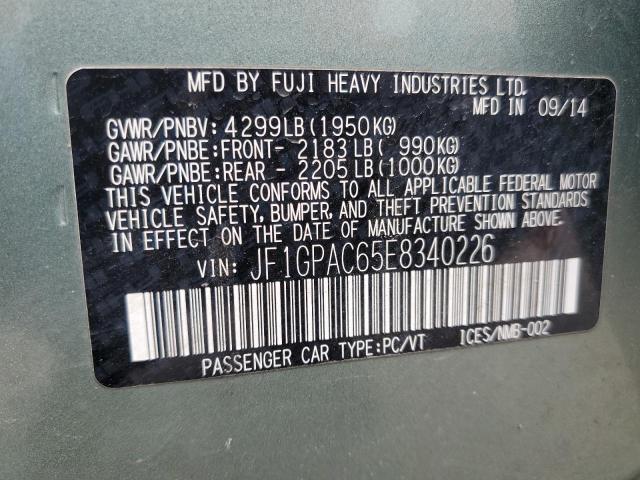 MFD BY FUJI HEAVY INDUSTRIES LTD.
MFD IN 09/14
GVWR/PNBV: 4299LB(1950KG)
GAWR/PNBE:FRONT- 2183LB( 990KG)
GAWR/PNBE:REAR - 2205LB(1000KG)
THIS VEHICLE CONFORMS TO ALL APPLICABLE FEDERAL MOTOR
VEHICLE SAFETY, BUMPER, AND THEFT PREVENTION STANDARDS
IN EFFECT ON THE DATE OF MANUFACTURE SHOWN ABOVE.
VIN: JF1GPAC65E8340226
PASSENGER CAR TYPE:PC/VT ICES/NMB-002